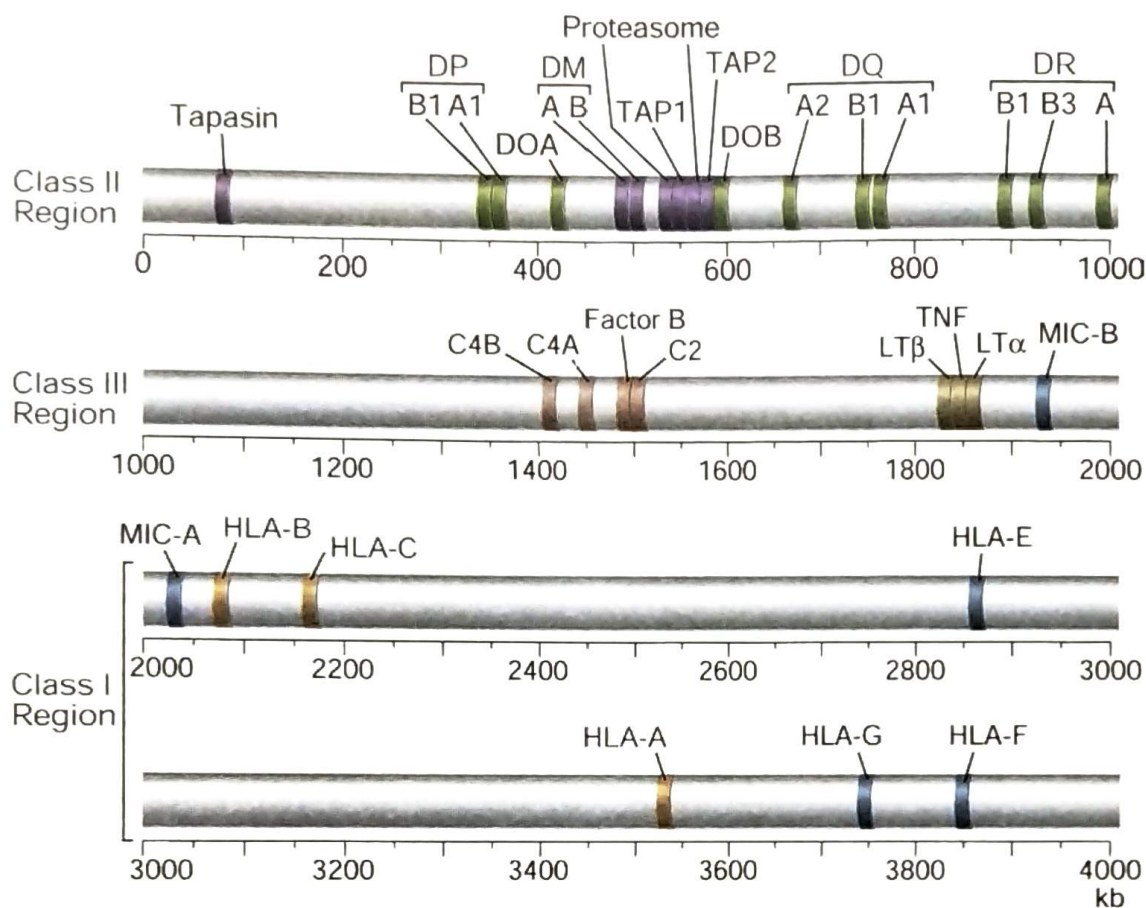 Proteasome
DP DM TAP2 DQ DR
B1 A1 A B TAP1 A2 B1 A1 B1 B3 A
Tapasin DOA DOB
Class II
Region
0 200 400 600 800 1000
Factor B TNF
C4B C4A C2 LTβ LTα MIC-B
Class III
Region
1000 1200 1400 1600 1800 2000
MIC-A HLA-B HLA-C HLA-E
2000 2200 2400 2600 2800 3000
Class I
Region
HLA-A HLA-G HLA-F
3000 3200 3400 3600 3800 4000
kb